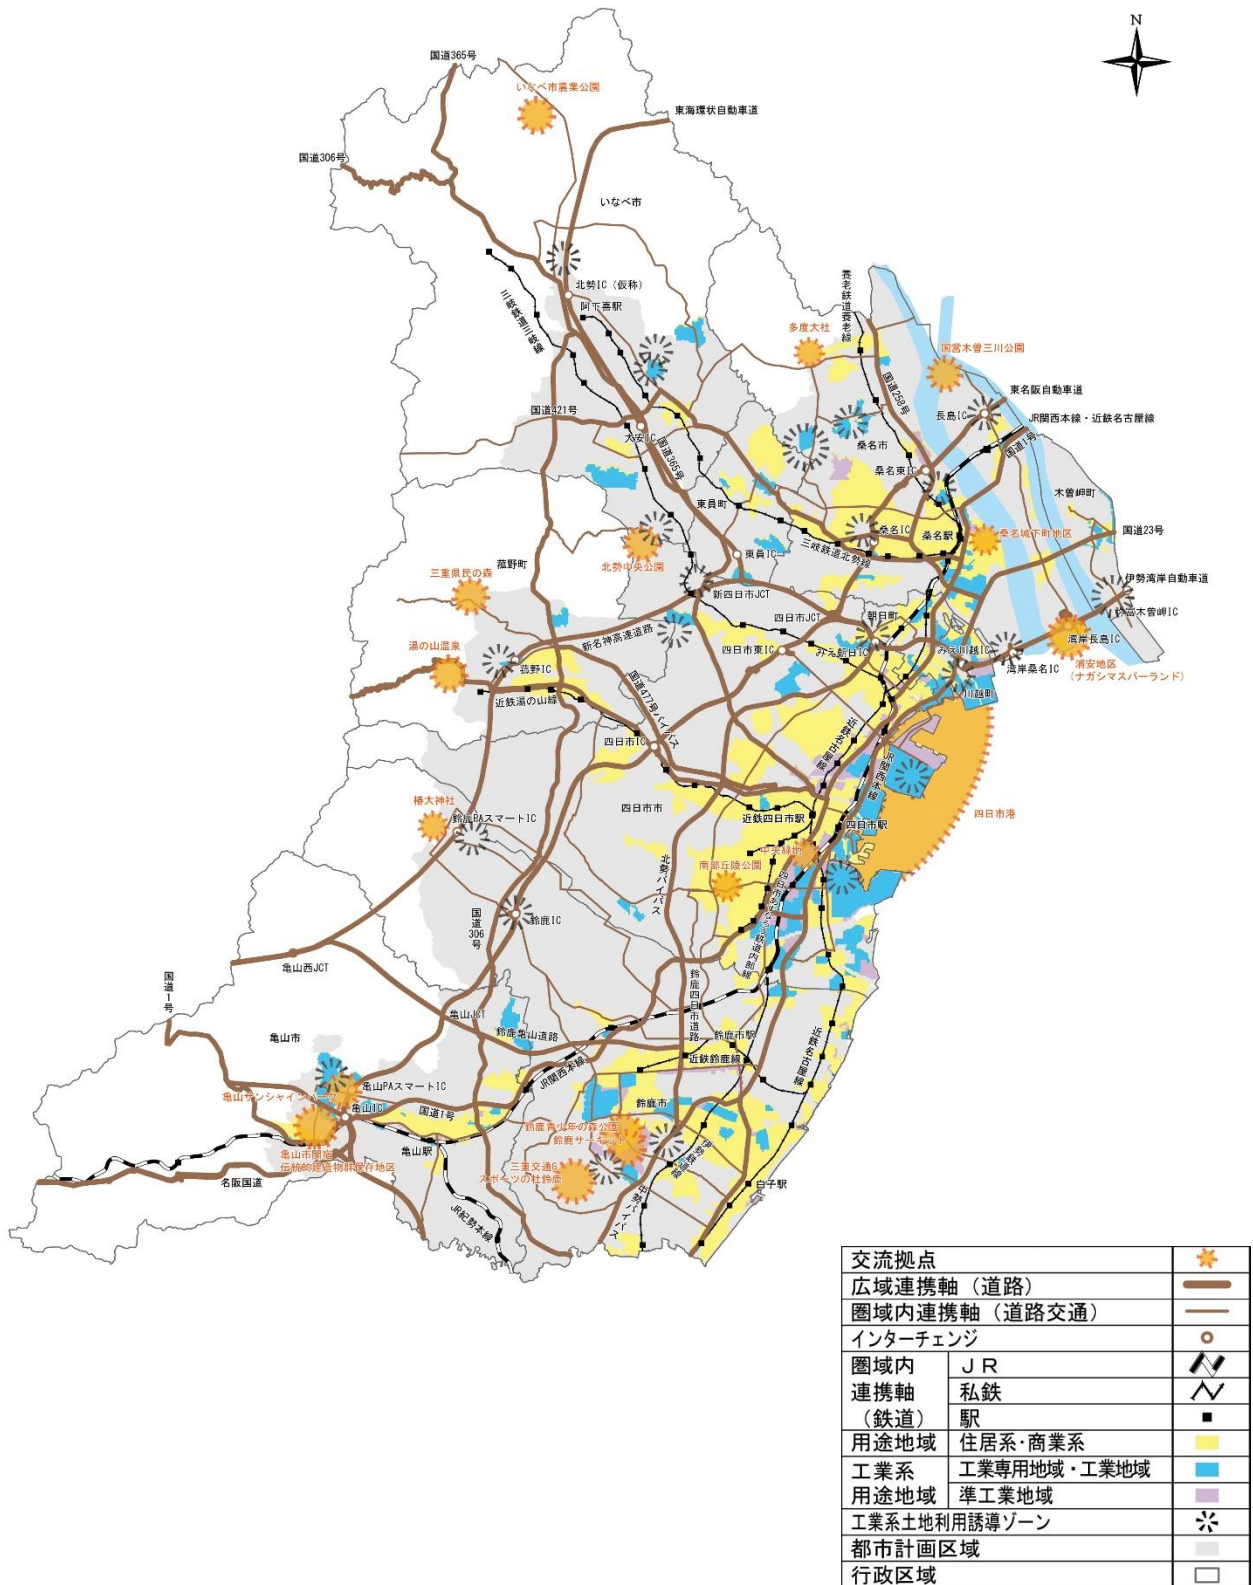 N
国道365号
いなべ市農業公園
東海環状自動車道
国道306号
いなべ市
北勢IC（仮称）
阿下喜駅
養老鉄道養老線
三岐鉄道三岐線
多度大社
国営木曽三川公園
国道258号
東名阪自動車道
長島IC
JR関西本線・近鉄名古屋線
国道421号
大安IC
国道1号
桑名市
国道365号
桑名東IC
木曽岬町
東員町
桑名IC
桑名駅
桑名城下町地区
国道23号
三岐鉄道北勢線
東員IC
菰野町
北勢中央公園
三重県民の森
伊勢湾岸自動車道
新四日市JCT
弥富木曽岬IC
四日市JCT
朝日町
新名神高速道路
湾岸長島IC
湯の山温泉
四日市東IC
みえ朝日IC
みえ川越IC
湾岸桑名IC
浦安地区
（ナガシマスパーランド）
菰野IC
国道477号バイパス
川越町
近鉄湯の山線
近鉄名古屋線
四日市IC
JR関西本線
椿大神社
鈴鹿PAスマートIC
四日市市
近鉄四日市駅
四日市駅
四日市港
中央緑地
南部丘陵公園
北勢バイパス
四日市あすなろう鉄道内部線
国道306号
鈴鹿IC
亀山西JCT
国道1号
鈴鹿四日市道路
亀山JCT
鈴鹿亀山道路
亀山市
鈴鹿市駅
近鉄名古屋線
近鉄鈴鹿線
JR関西本線
亀山PAスマートIC
亀山サンシャインパーク
亀山IC
国道1号
鈴鹿市
鈴鹿青少年の森公園
鈴鹿サーキット
伊勢鉄道線
亀山駅
亀山市関宿
伝統的建造物群保存地区
三重交通G
スポーツの杜鈴鹿
名阪国道
中勢バイパス
白子駅
JR紀勢本線
交流拠点
広域連携軸（道路）
圏域内連携軸（道路交通）
インターチェンジ
圏域内 ＪＲ
連携軸 私鉄
（鉄道） 駅
用途地域 住居系・商業系
工業系 工業専用地域・工業地域
用途地域 準工業地域
工業系土地利用誘導ゾーン
都市計画区域
行政区域